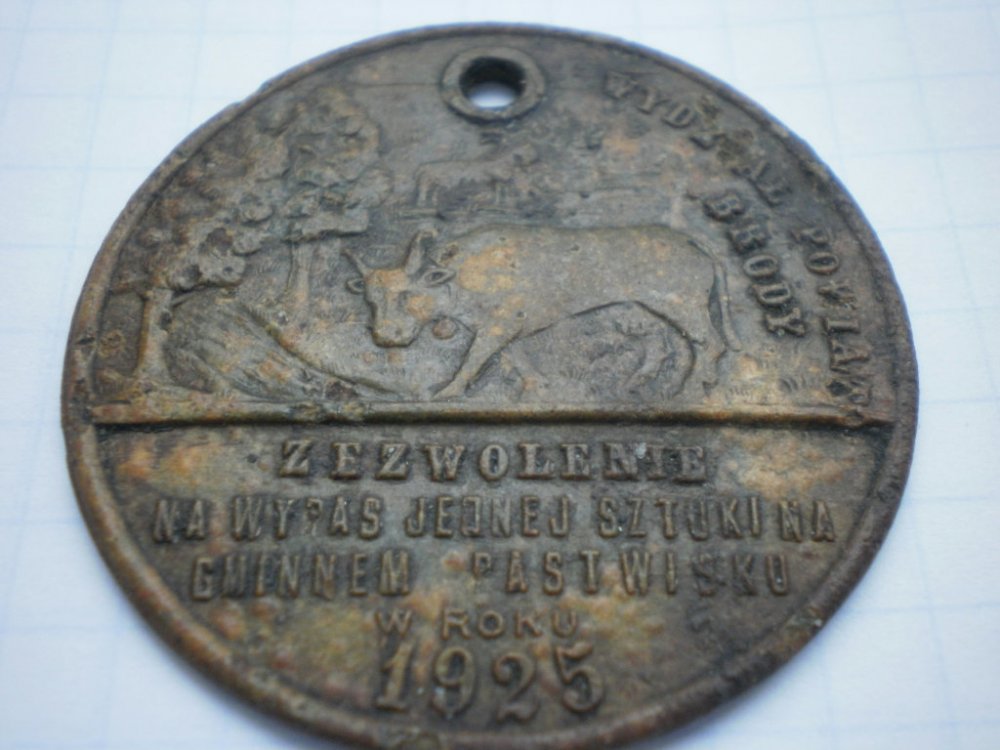 WYDZIAŁ POWIAT.
BRODY
ZEZWOLENIE
NA WYPAS JEDNEJ SZTUKI NA
GMINNEM PASTWISKU
W ROKU
1925